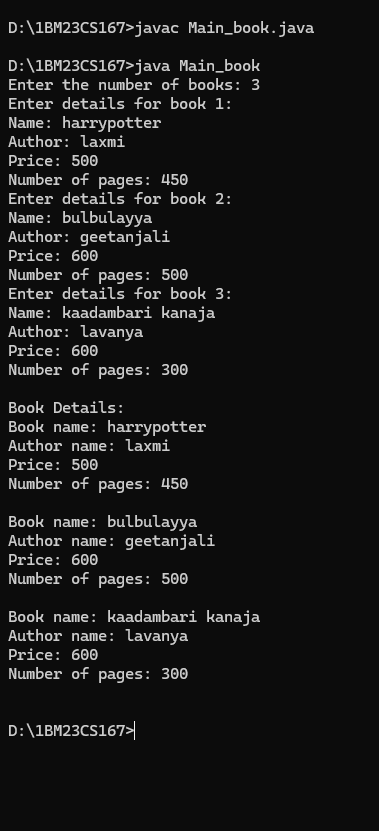 D:\1BM23CS167>javac Main_book.java
D:\1BM23CS167>java Main_book
Enter the number of books: 3
Enter details for book 1:
Name: harrypotter
Author: laxmi
Price: 500
Number of pages: 450
Enter details for book 2:
Name: bulbulayya
Author: geetanjali
Price: 600
Number of pages: 500
Enter details for book 3:
Name: kaadambari kanaja
Author: lavanya
Price: 600
Number of pages: 300
Book Details:
Book name: harrypotter
Author name: laxmi
Price: 500
Number of pages: 450
Book name: bulbulayya
Author name: geetanjali
Price: 600
Number of pages: 500
Book name: kaadambari kanaja
Author name: lavanya
Price: 600
Number of pages: 300
D:\1BM23CS167>